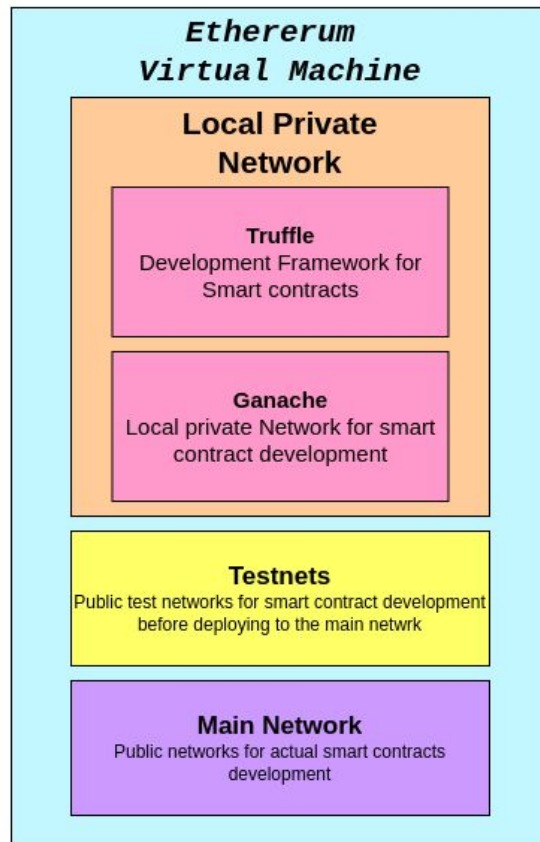 Ethererum
Virtual Machine
Local Private
Network
Truffle
Development Framework for
Smart contracts
Ganache
Local private Network for smart
contract development
Testnets
Public test networks for smart contract development
before deploying to the main netwrk
Main Network
Public networks for actual smart contracts
development